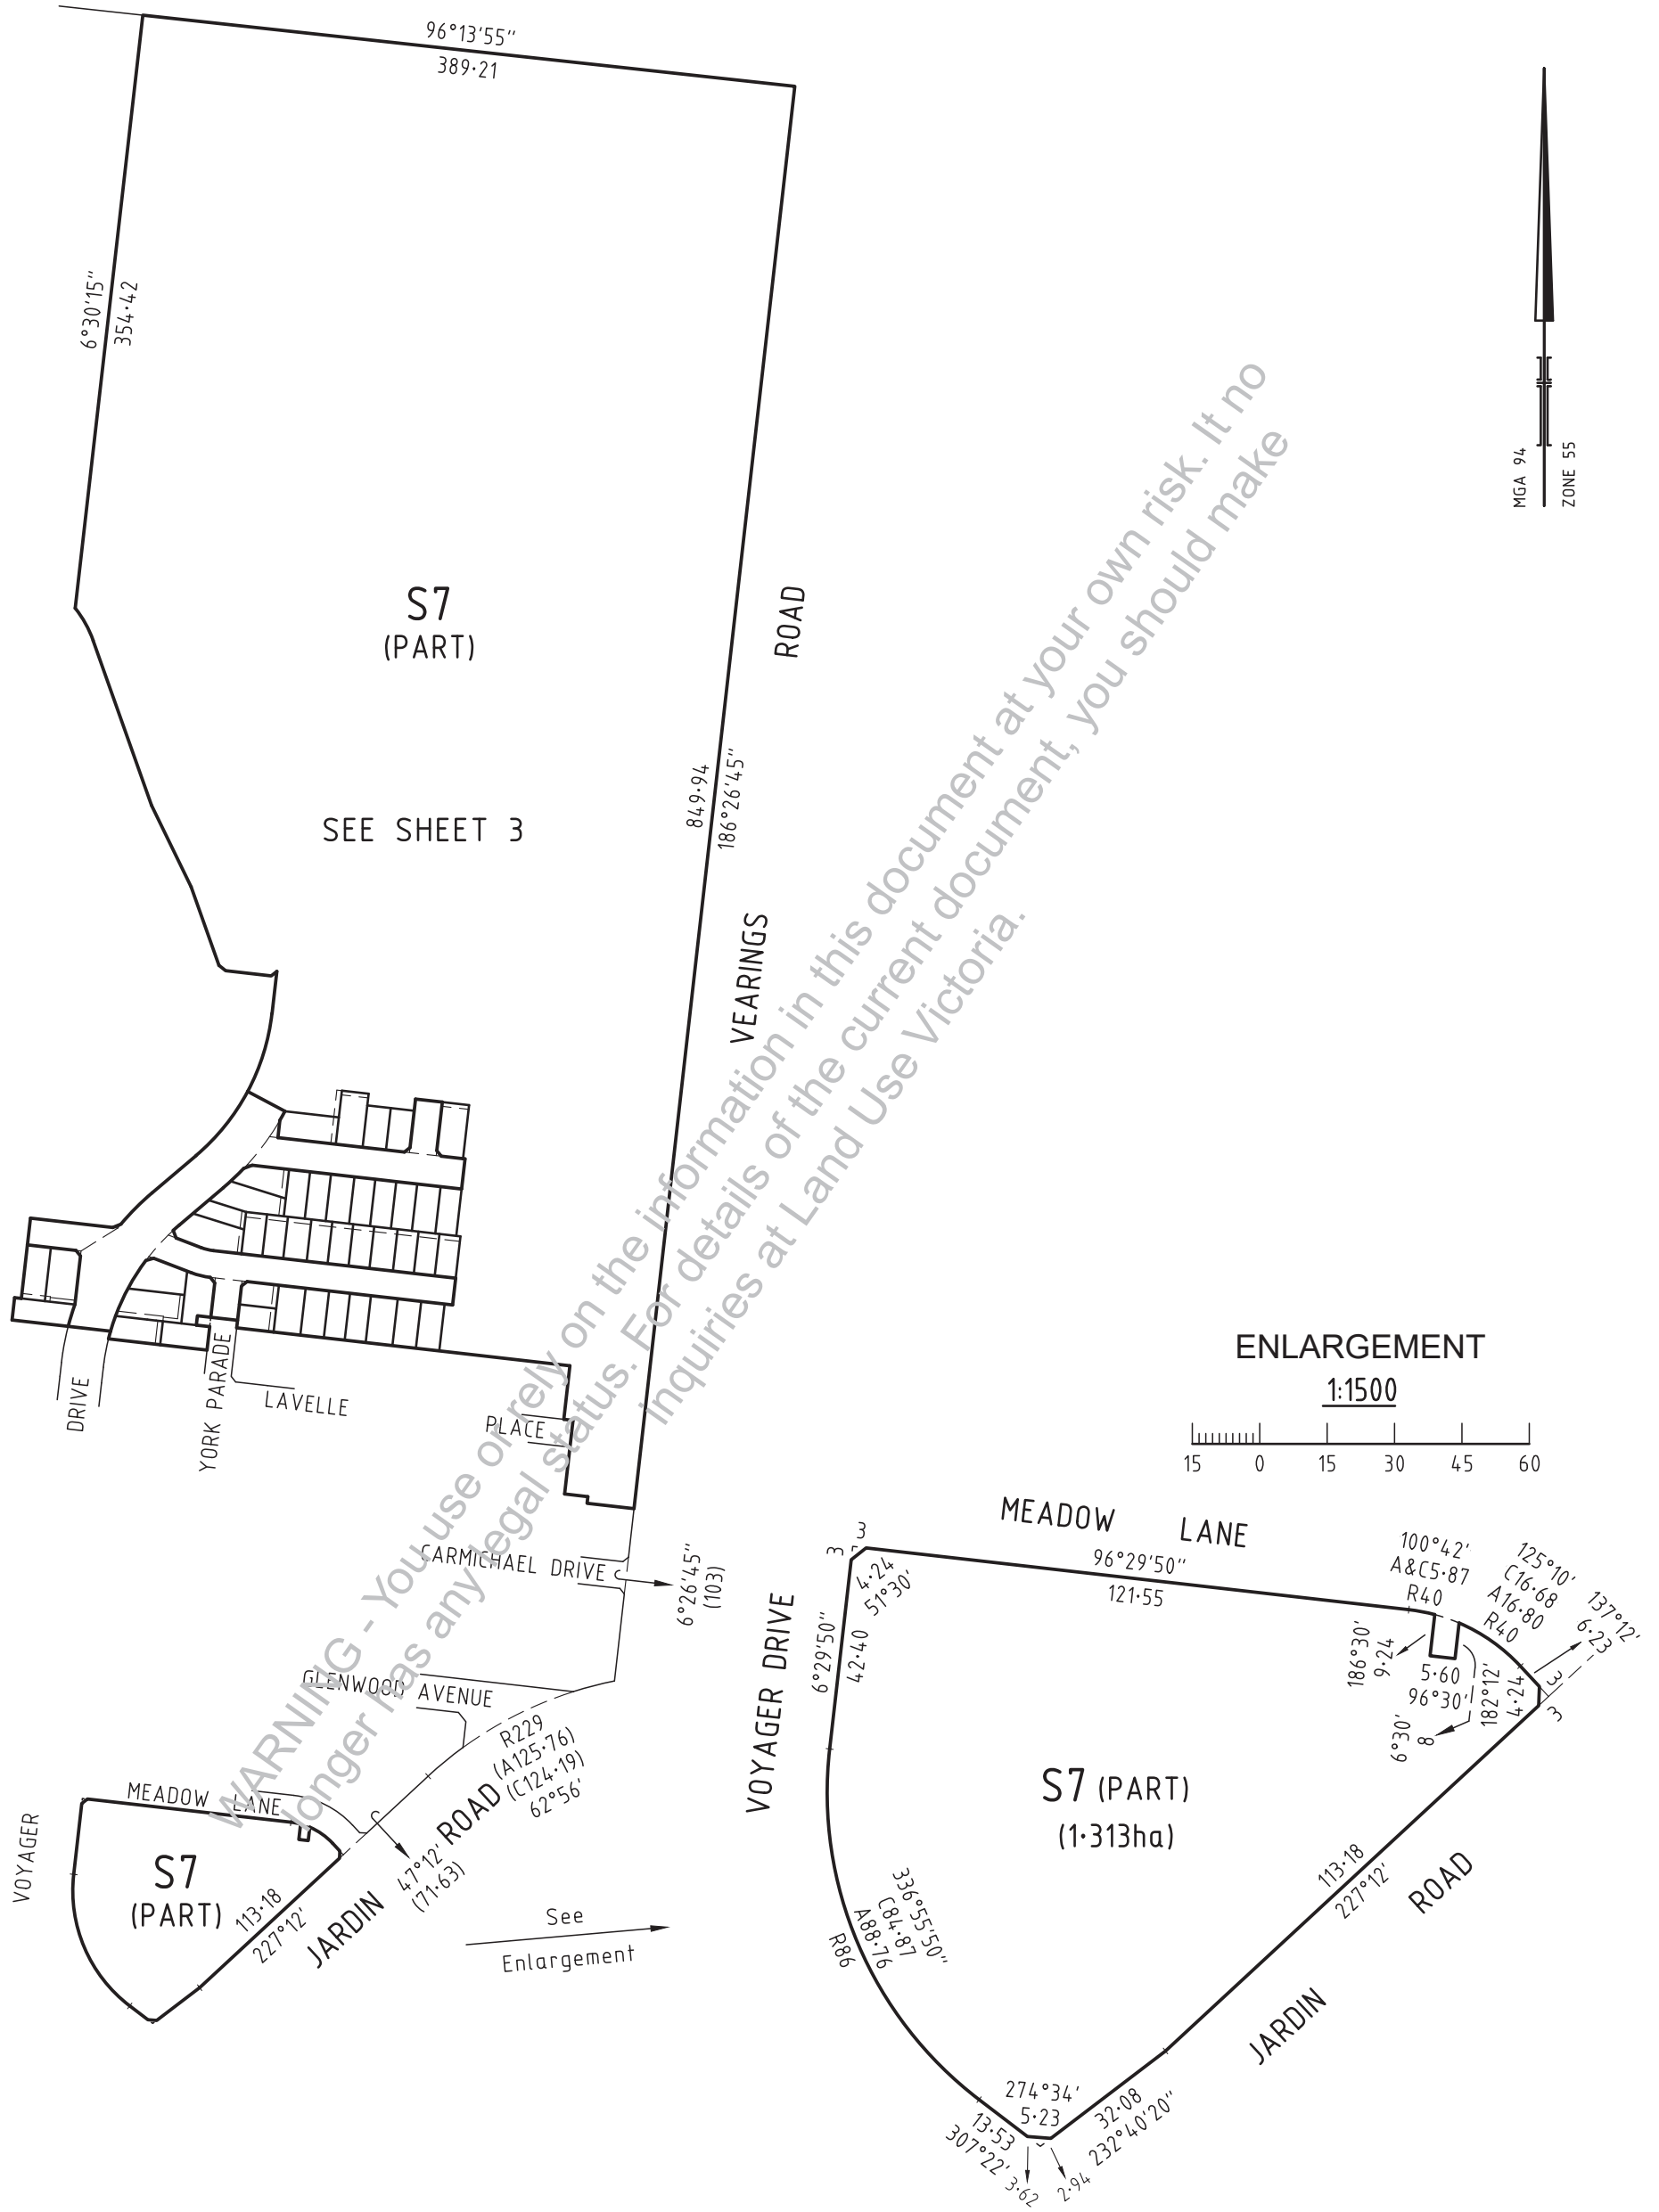 96°13'55"
389·21
6°30'15"
354·42
MGA 94
ZONE 55
S7
(PART)
ROAD
SEE SHEET 3
849·94
186°26'45"
VEARINGS
WARNING - You use or rely on the information in this document at your own risk. It no
longer has any legal status. For details of the current document, you should make
inquiries at Land Use Victoria.
DRIVE
YORK PARADE
LAVELLE
PLACE
CARMICHAEL DRIVE
6°26'45"
(103)
GLENWOOD AVENUE
R229
(A125·76)
(C124·19)
62°56'
MEADOW LANE
VOYAGER
S7
(PART)
113·18
227°12'
JARDIN ROAD
47°12'
(71·63)
See
Enlargement
ENLARGEMENT
1:1500
15 0 15 30 45 60
MEADOW LANE
3
3
4·24
51°30'
96°29'50"
121·55
100°42'
A&C5·87
R40
125°10'
C16·68
A16·80
R40
137°12'
6·23
VOYAGER DRIVE
6°29'50"
42·40
186°30'
9·24
5·60
96°30'
6°30'
8
182°12'
4·24
3
3
S7 (PART)
(1·313ha)
336°55'50"
C84·87
A88·76
R86
113·18
227°12'
JARDIN ROAD
274°34'
5·23
13·53
307°22'
3·62
2·94
32·08
232°40'20"